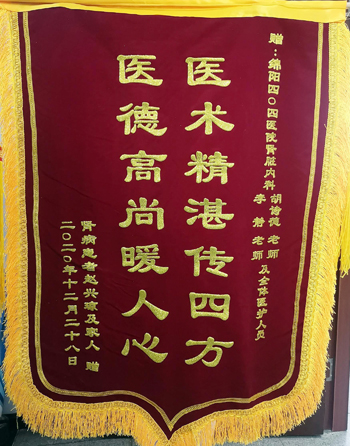 赠：绵阳四〇四医院肾脏内科 胡 德 老师
李 静 老师
及全体医护人员
医术精湛传四方
医德高尚暖人心
肾病患者赵兴 及家人 赠
二〇二〇年十二月二十八日